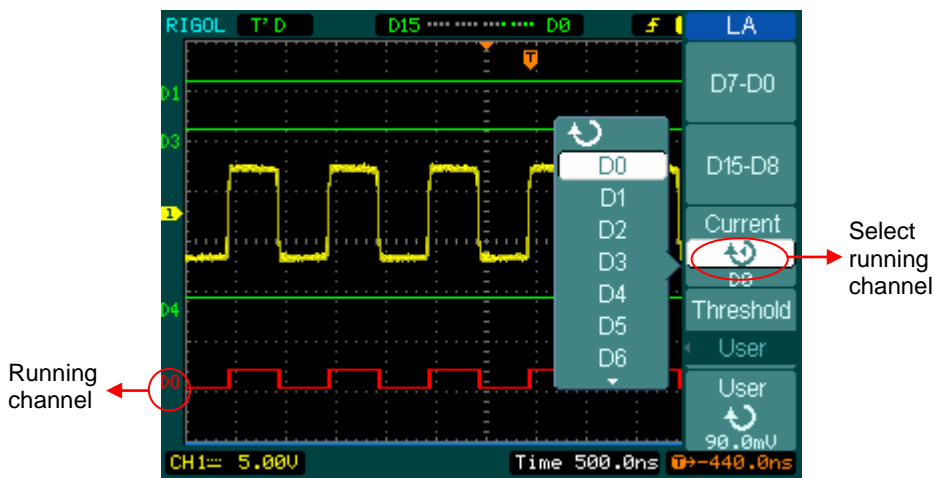 RIGOL T'D D15 D0 LA
D1
D3
1
D4
D0
T
D0
D1
D2
D3
D4
D5
D6
D7-D0
D15-D8
Current
D0
Threshold
User
User
90.0mV
CH1 5.00V Time 500.0ns T→-440.0ns
Select
running
channel
Running
channel